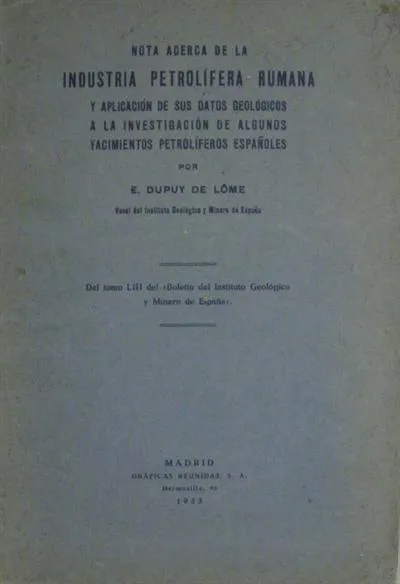 NOTA ACERCA DE LA
INDUSTRIA PETROLÍFERA RUMANA
Y APLICACIÓN DE SUS DATOS GEOLÓGICOS
A LA INVESTIGACIÓN DE ALGUNOS
YACIMIENTOS PETROLÍFEROS ESPAÑOLES
POR
E. DUPUY DE LÔME
Vocal del Instituto Geológico y Minero de España
Del tomo LIII del «Boletín del Instituto Geológico
y Minero de España».
MADRID
GRÁFICAS REUNIDAS, S. A.
Hermosilla,
1933